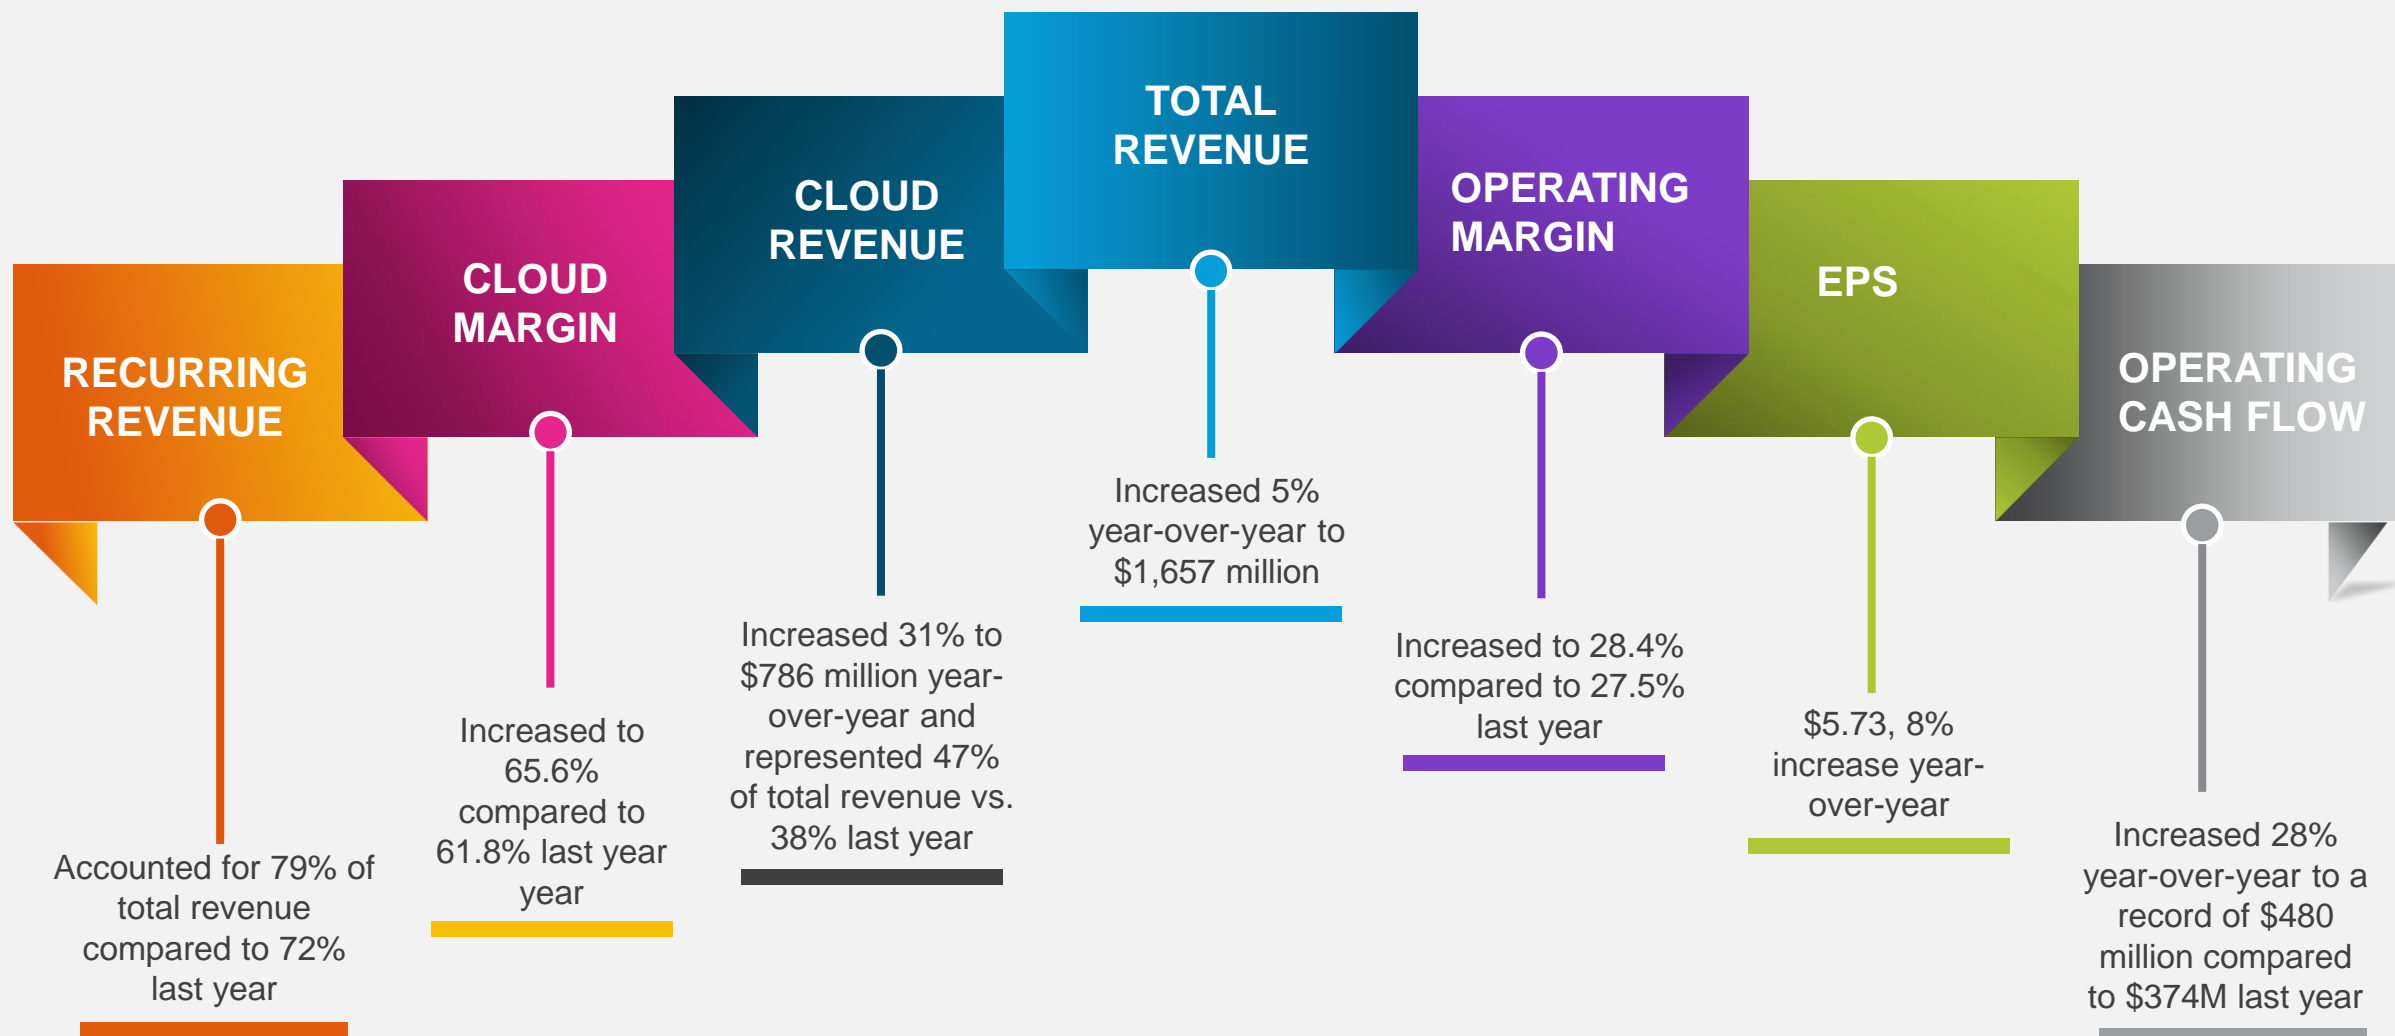 RECURRING
REVENUE
Accounted for 79% of
total revenue
compared to 72%
last year
CLOUD
MARGIN
Increased to
65.6%
compared to
61.8% last year
year
CLOUD
REVENUE
Increased 31% to
$786 million year-
over-year and
represented 47%
of total revenue vs.
38% last year
TOTAL
REVENUE
Increased 5%
year-over-year to
$1,657 million
OPERATING
MARGIN
Increased to 28.4%
compared to 27.5%
last year
EPS
$5.73, 8%
increase year-
over-year
OPERATING
CASH FLOW
Increased 28%
year-over-year to a
record of $480
million compared
to $374M last year